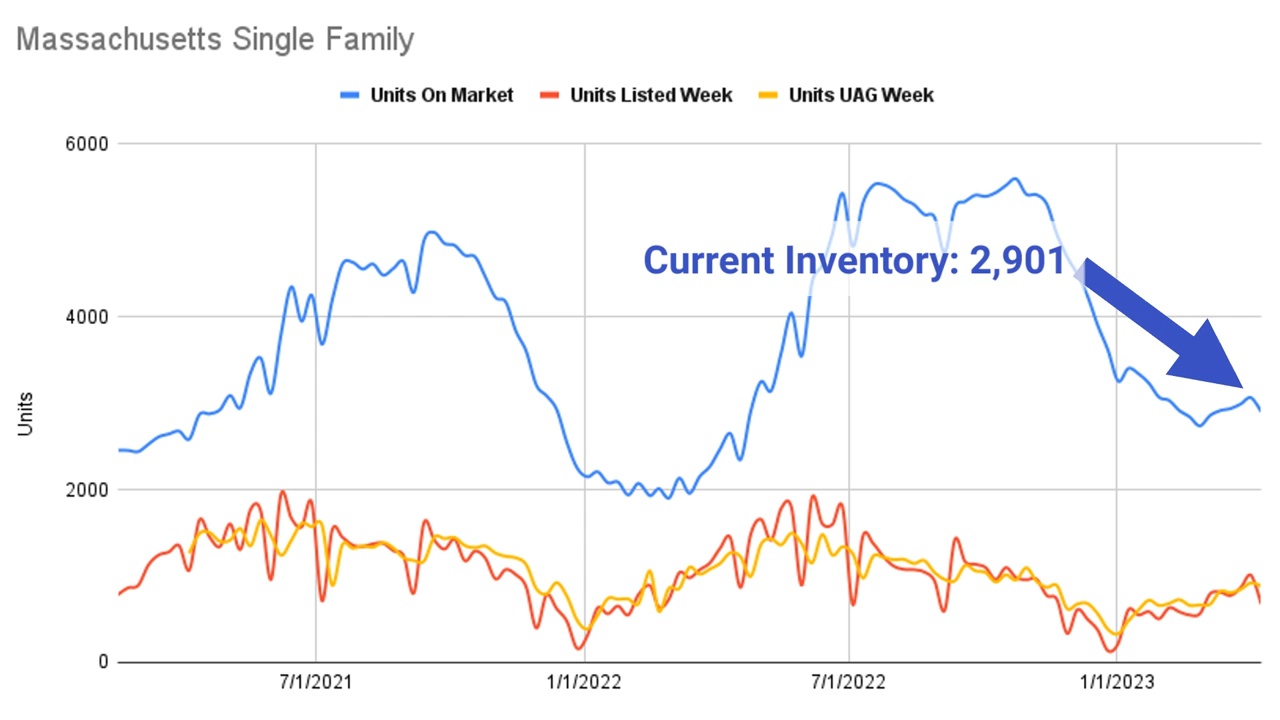 Massachusetts Single Family
Units On Market
Units Listed Week
Units UAG Week
6000
4000
2000
0
Units
Current Inventory: 2,901
7/1/2021
1/1/2022
7/1/2022
1/1/2023